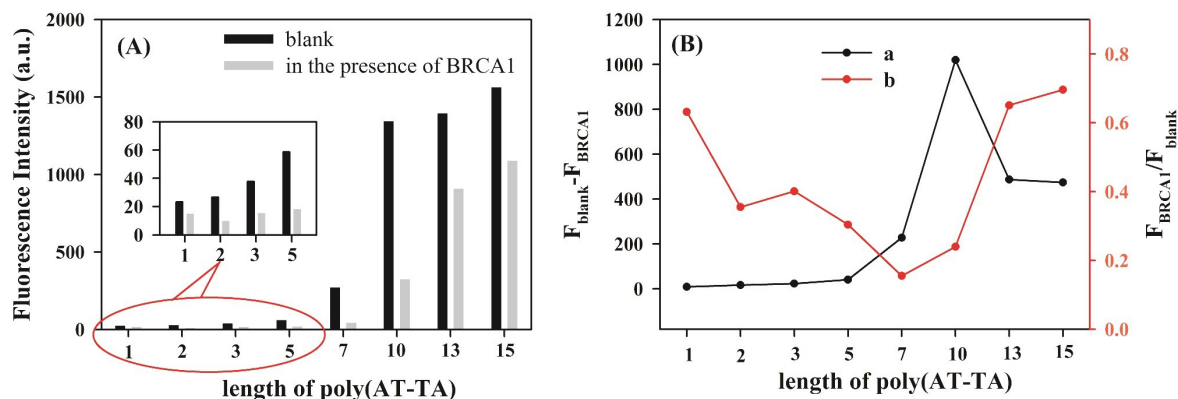 (A)
blank
in the presence of BRCA1
Fluorescence Intensity (a.u.)
2000
1500
1000
500
0
80
60
40
20
0
1 2 3 5
1 2 3 5 7 10 13 15
length of poly(AT-TA)
(B)
a
b
F_blank-F_BRCA1
1200
1000
800
600
400
200
0
0.8
0.6
0.4
0.2
0.0
F_BRCA1/F_blank
1 2 3 5 7 10 13 15
length of poly(AT-TA)